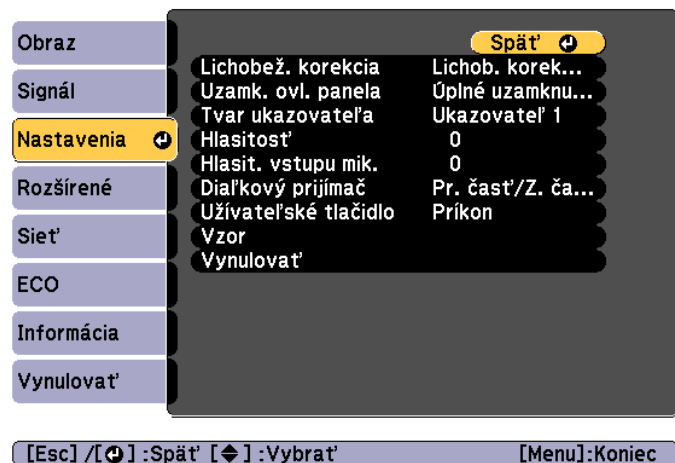 Obraz
Signál
Nastavenia
Rozšírené
Sieť
ECO
Informácia
Vynulovať
Späť
Lichobež. korekcia Lichob. korek...
Uzamk. ovl. panela Úplné uzamknu...
Tvar ukazovateľa Ukazovateľ 1
Hlasitosť 0
Hlasit. vstupu mik. 0
Diaľkový prijímač Pr. časť/Z. ča...
Užívateľské tlačidlo Príkon
Vzor
Vynulovať
[Esc] /[ ] :Späť [ ] :Vybrať [Menu]:Koniec